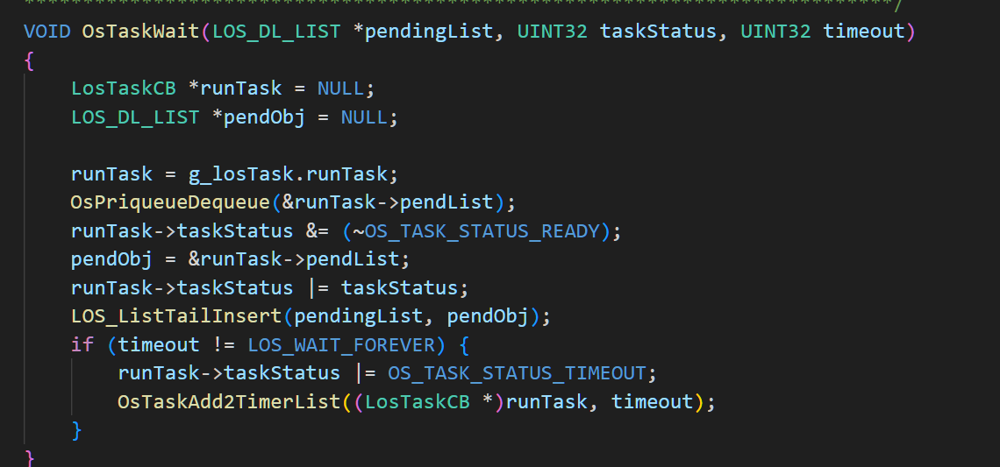 **************************************************************************/
VOID OsTaskWait(LOS_DL_LIST *pendingList, UINT32 taskStatus, UINT32 timeout)
{
    LosTaskCB *runTask = NULL;
    LOS_DL_LIST *pendObj = NULL;

    runTask = g_losTask.runTask;
    OsPriqueueDequeue(&runTask->pendList);
    runTask->taskStatus &= (~OS_TASK_STATUS_READY);
    pendObj = &runTask->pendList;
    runTask->taskStatus |= taskStatus;
    LOS_ListTailInsert(pendingList, pendObj);
    if (timeout != LOS_WAIT_FOREVER) {
        runTask->taskStatus |= OS_TASK_STATUS_TIMEOUT;
        OsTaskAdd2TimerList((LosTaskCB *)runTask, timeout);
    }
}